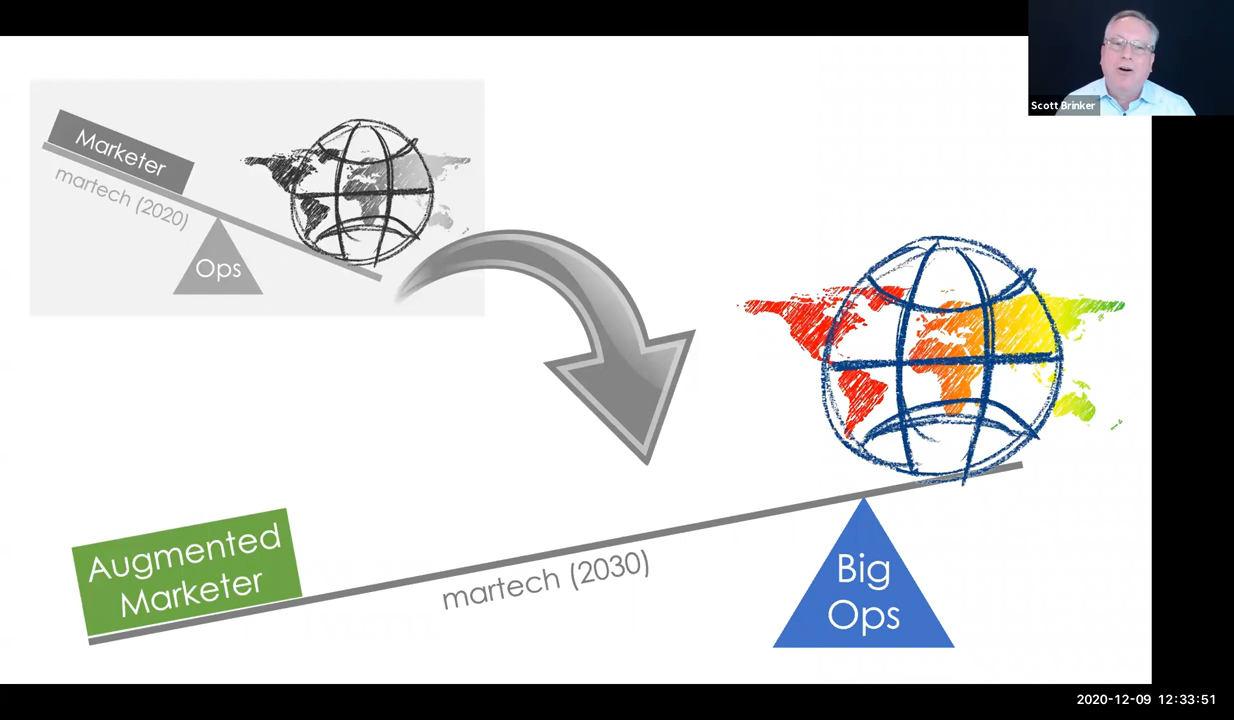 Scott Brinker
Marketer
martech (2020)
Ops
Augmented
Marketer
martech (2030)
Big
Ops
2020-12-09 12:33:51